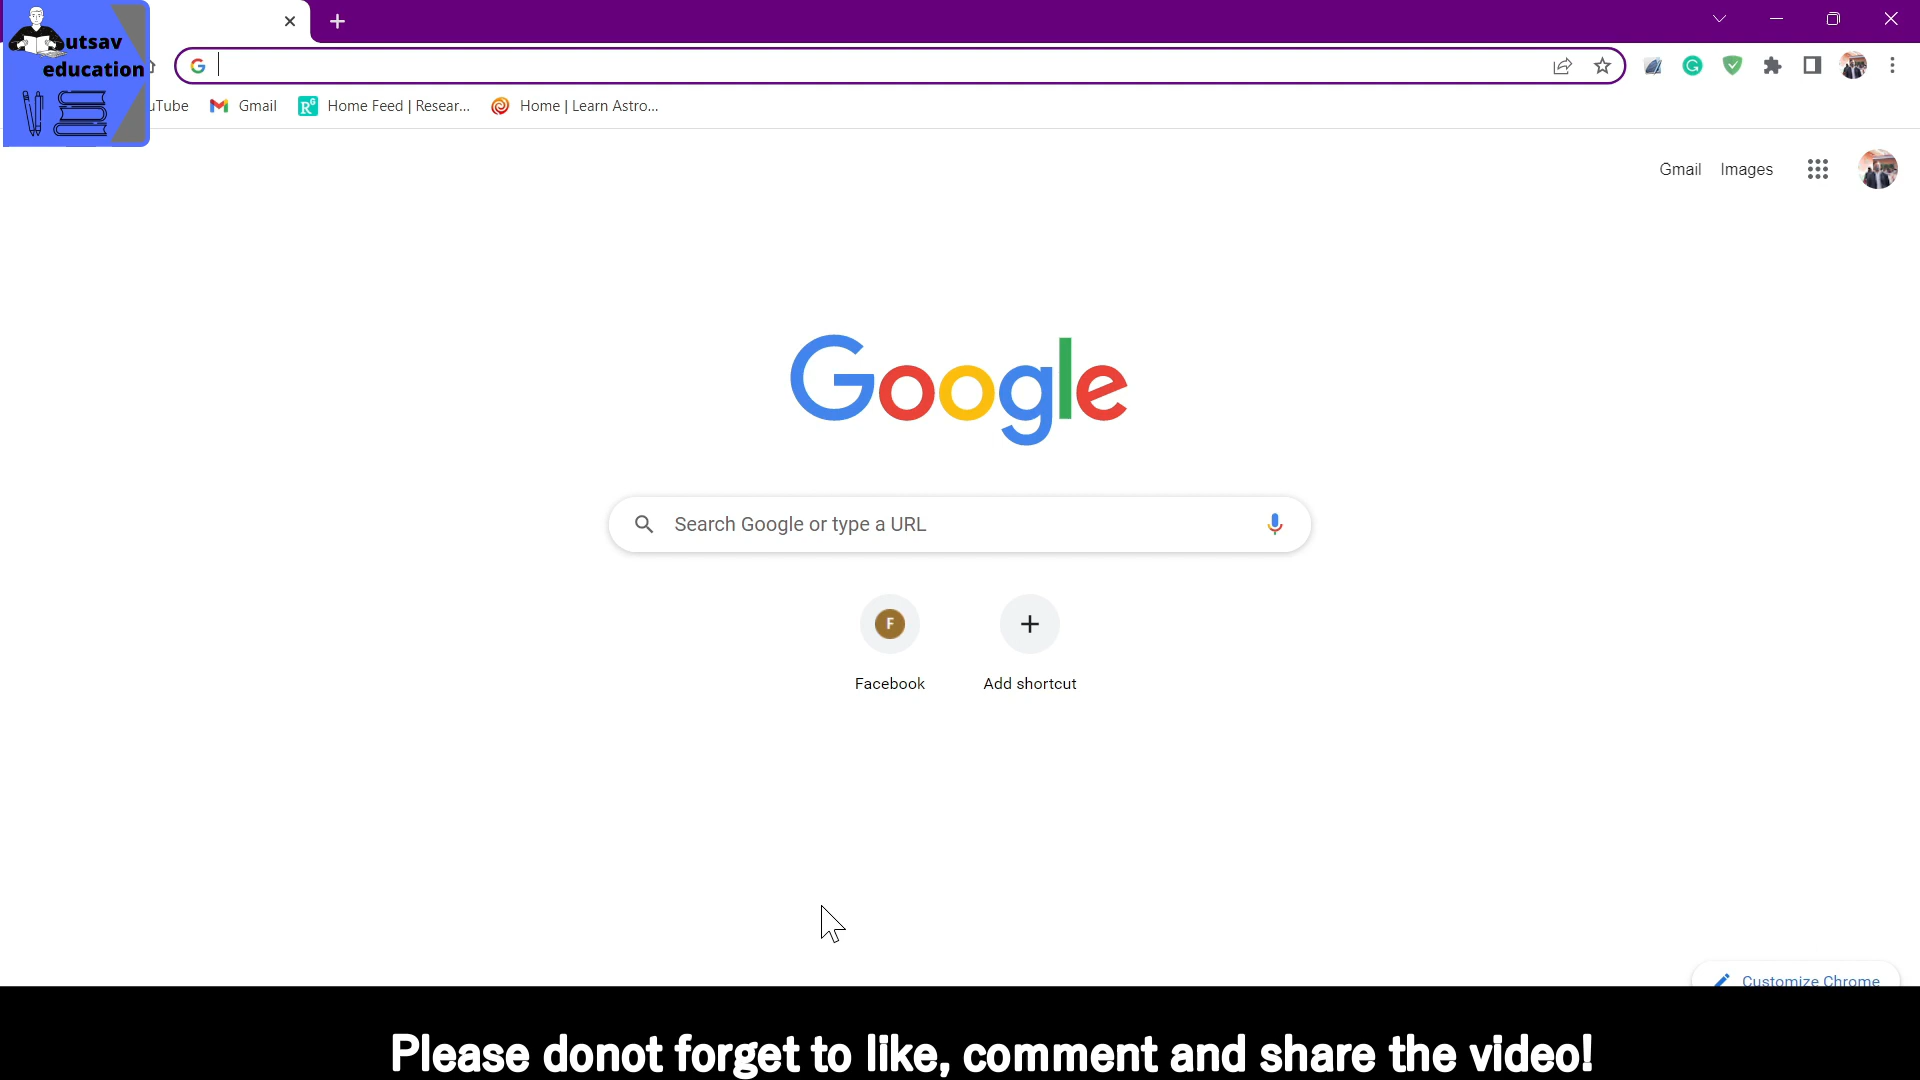 utsav
education
uTube
Gmail
Home Feed | Resear...
Home | Learn Astro...
Gmail
Images
Google
Search Google or type a URL
F
Facebook
Add shortcut
Customize Chrome
Please donot forget to like, comment and share the video!